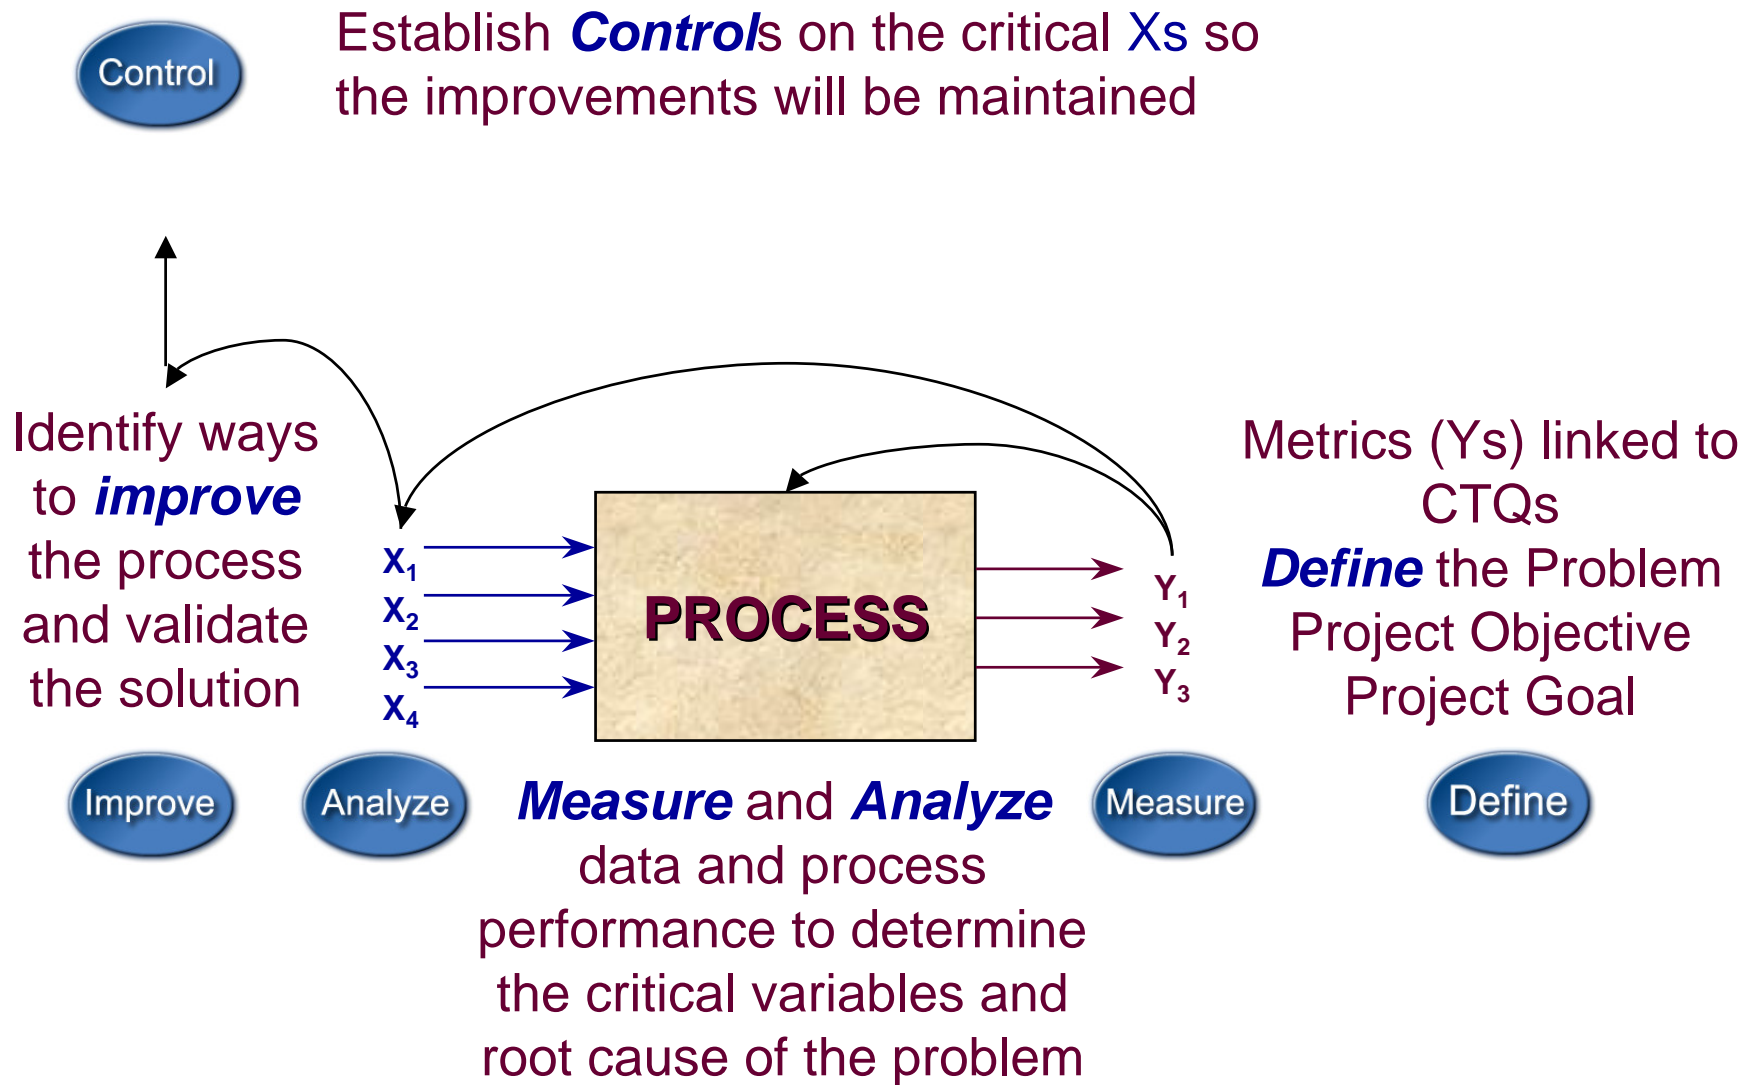 Control
Establish Controls on the critical Xs so
the improvements will be maintained
Identify ways
to improve
the process
and validate
the solution
X1
X2
X3
X4
PROCESS
Y1
Y2
Y3
Metrics (Ys) linked to
CTQs
Define the Problem
Project Objective
Project Goal
Improve
Analyze
Measure and Analyze
data and process
performance to determine
the critical variables and
root cause of the problem
Measure
Define